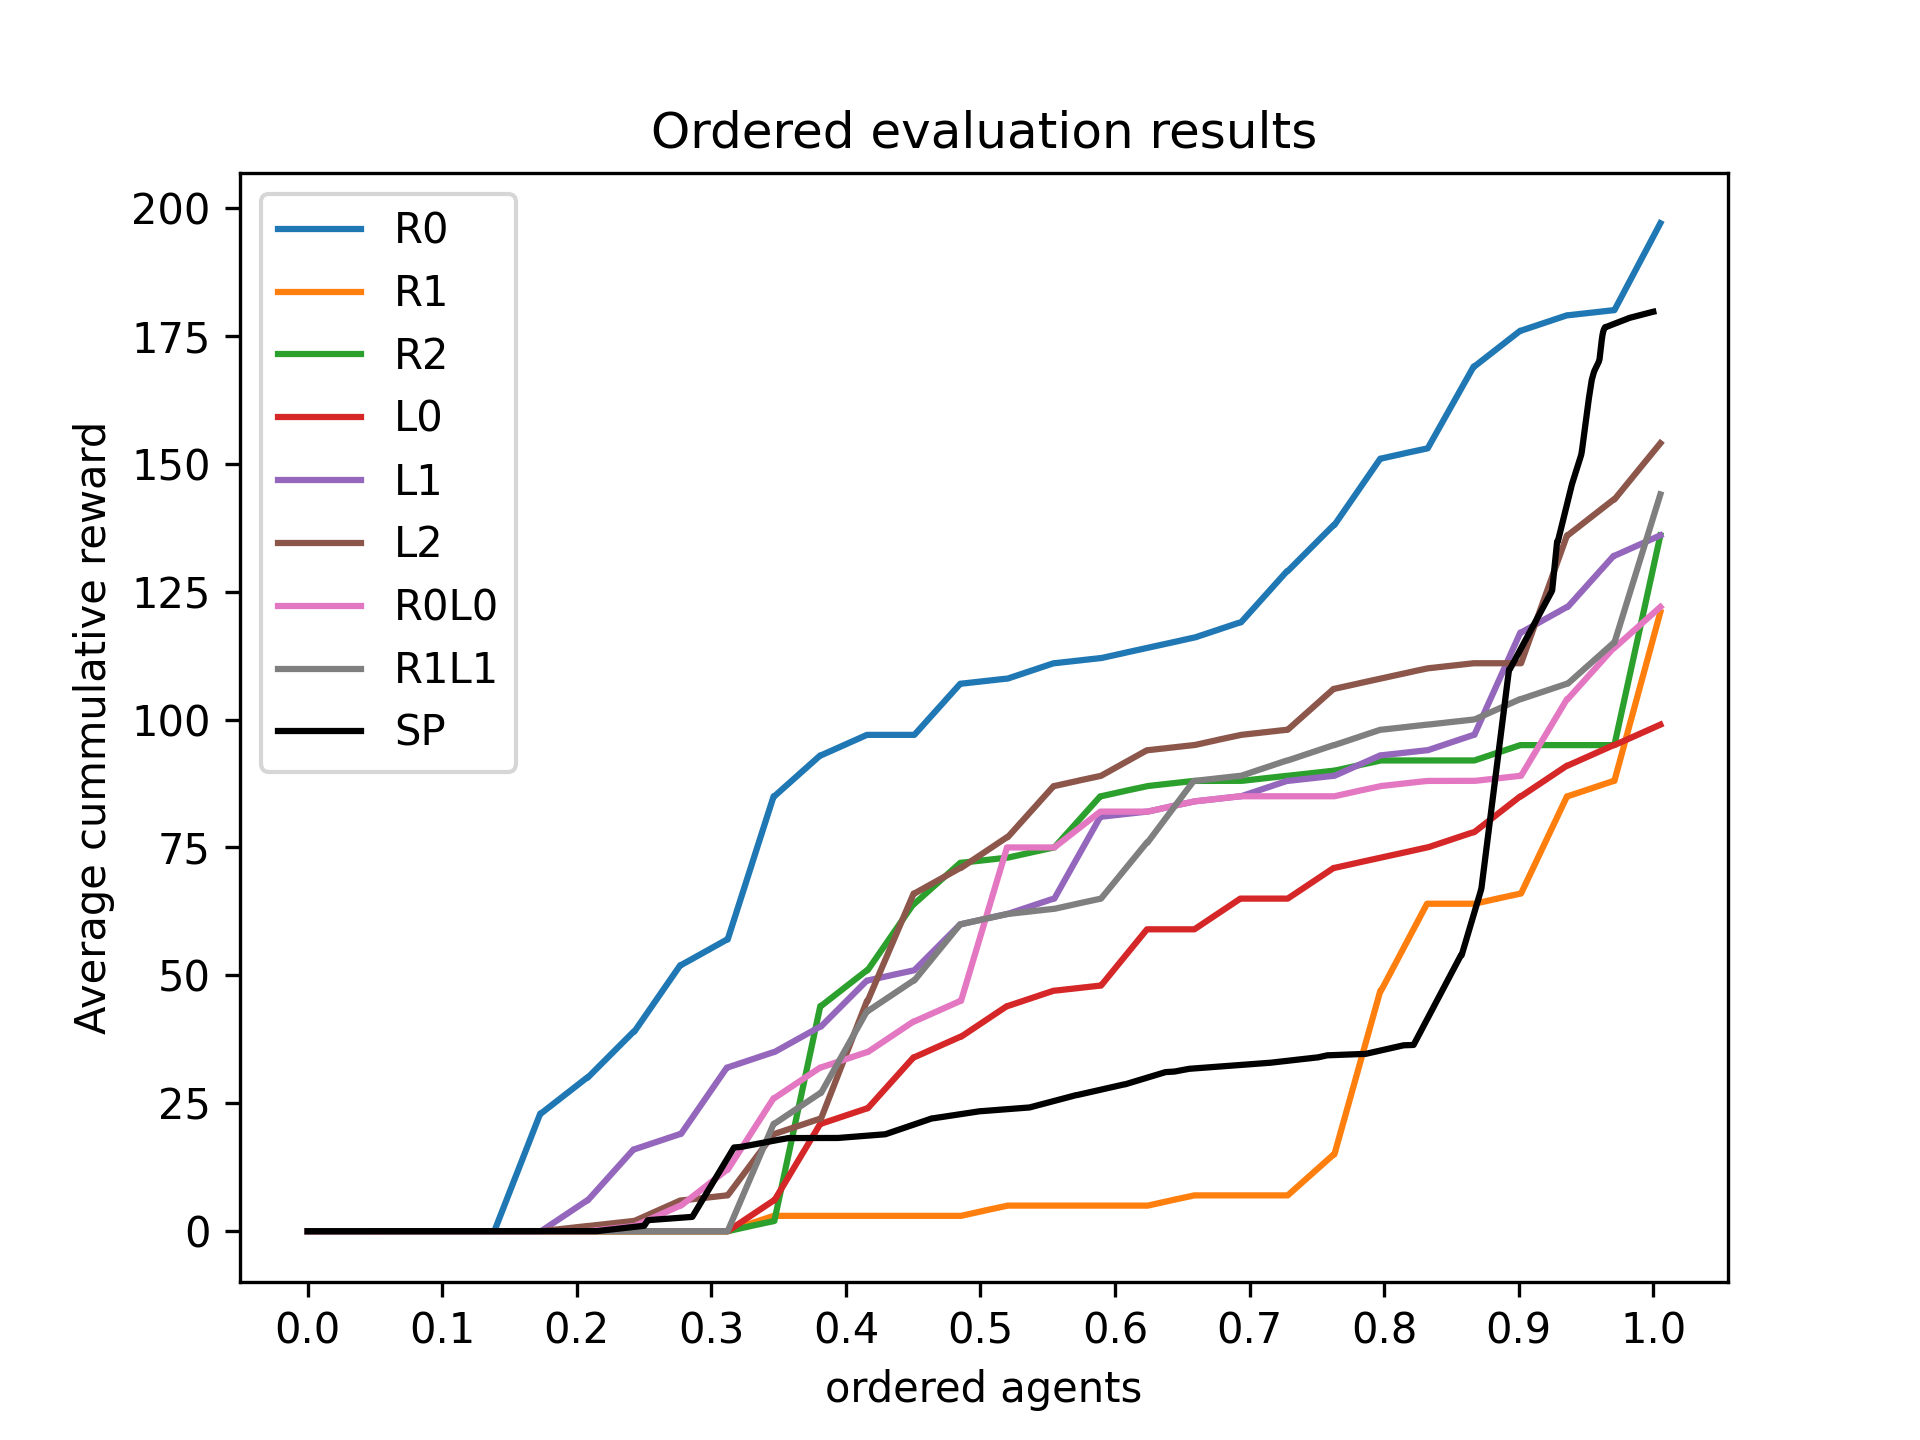 Ordered evaluation results
200
175
150
125
100
75
50
25
0
Average cummulative reward
R0
R1
R2
L0
L1
L2
R0L0
R1L1
SP
0.0 0.1 0.2 0.3 0.4 0.5 0.6 0.7 0.8 0.9 1.0
ordered agents